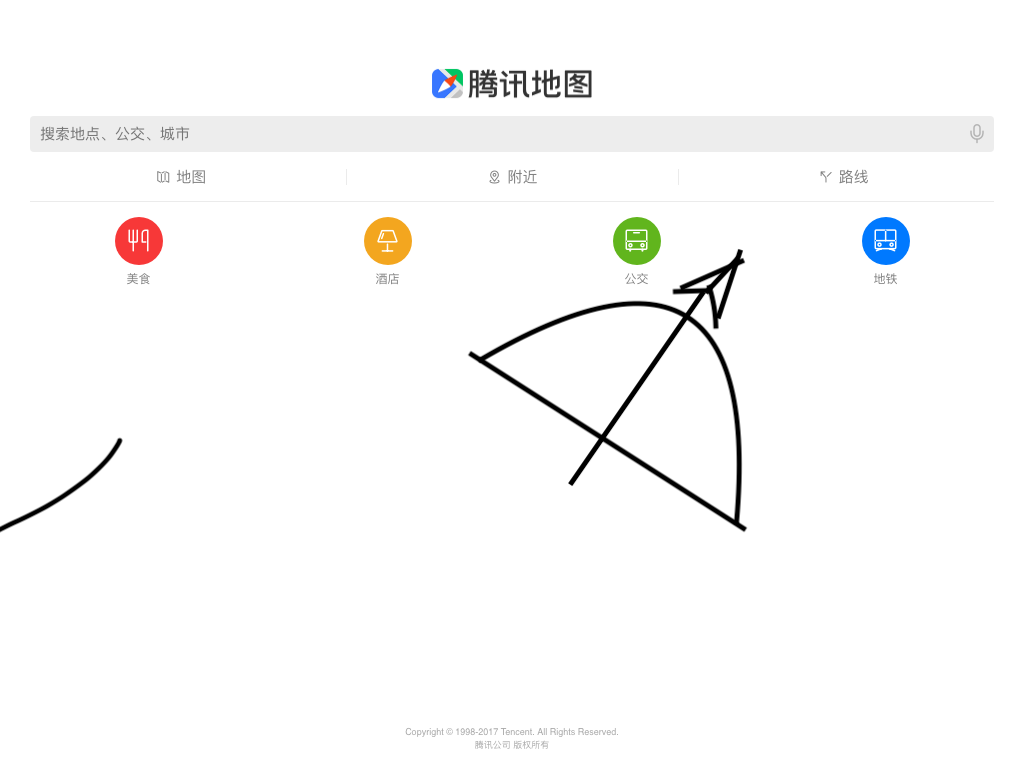 腾讯地图
搜索地点、公交、城市
地图 附近 路线
美食 酒店 公交 地铁
Copyright © 1998-2017 Tencent. All Rights Reserved.
腾讯公司 版权所有